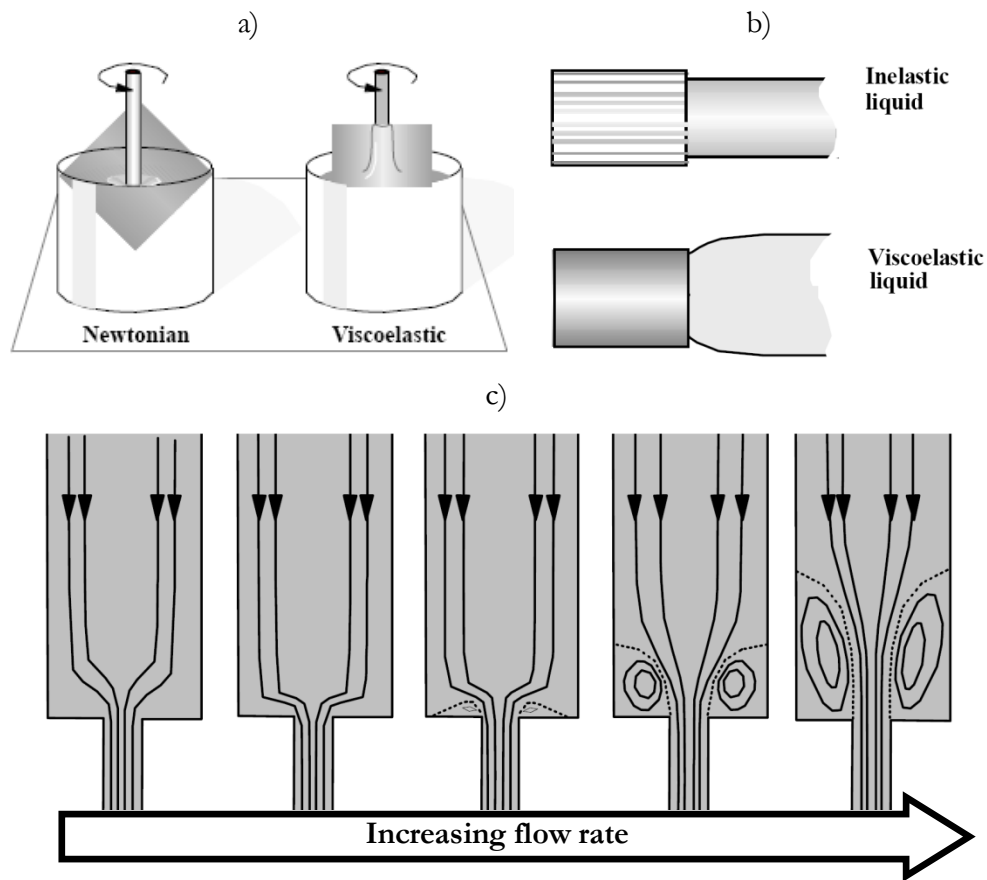 a)
b)
Inelastic
liquid
Newtonian
Viscoelastic
Viscoelastic
liquid
c)
Increasing flow rate